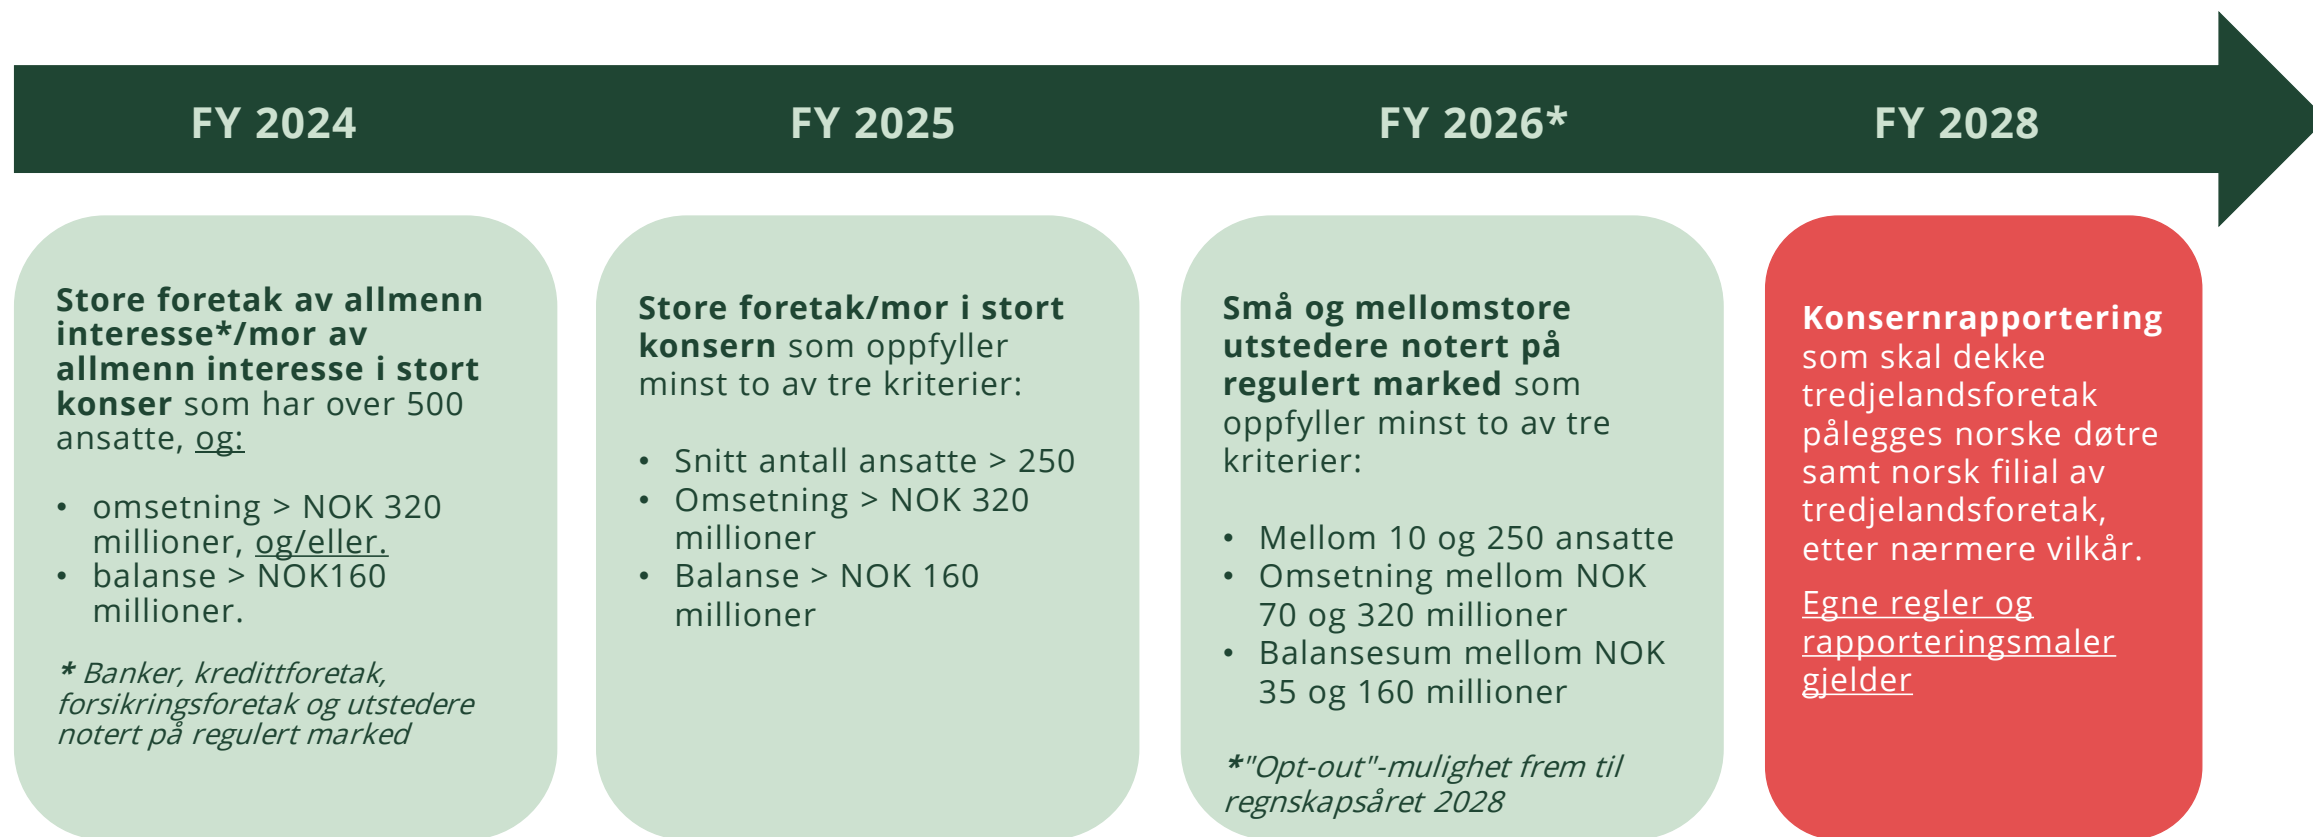 FY 2024
FY 2025
FY 2026*
FY 2028
Store foretak av allmenn
interesse*/mor av
allmenn interesse i stort
konser som har over 500
ansatte, og:
• omsetning > NOK 320
millioner, og/eller.
• balanse > NOK160
millioner.
* Banker, kredittforetak,
forsikringsforetak og utstedere
notert på regulert marked
Store foretak/mor i stort
konsern som oppfyller
minst to av tre kriterier:
• Snitt antall ansatte > 250
• Omsetning > NOK 320
millioner
• Balanse > NOK 160
millioner
Små og mellomstore
utstedere notert på
regulert marked som
oppfyller minst to av tre
kriterier:
• Mellom 10 og 250 ansatte
• Omsetning mellom NOK
70 og 320 millioner
• Balansesum mellom NOK
35 og 160 millioner
*"Opt-out"-mulighet frem til
regnskapsåret 2028
Konsernrapportering
som skal dekke
tredjelandsforetak
pålegges norske døtre
samt norsk filial av
tredjelandsforetak,
etter nærmere vilkår.
Egne regler og
rapporteringsmaler
gjelder